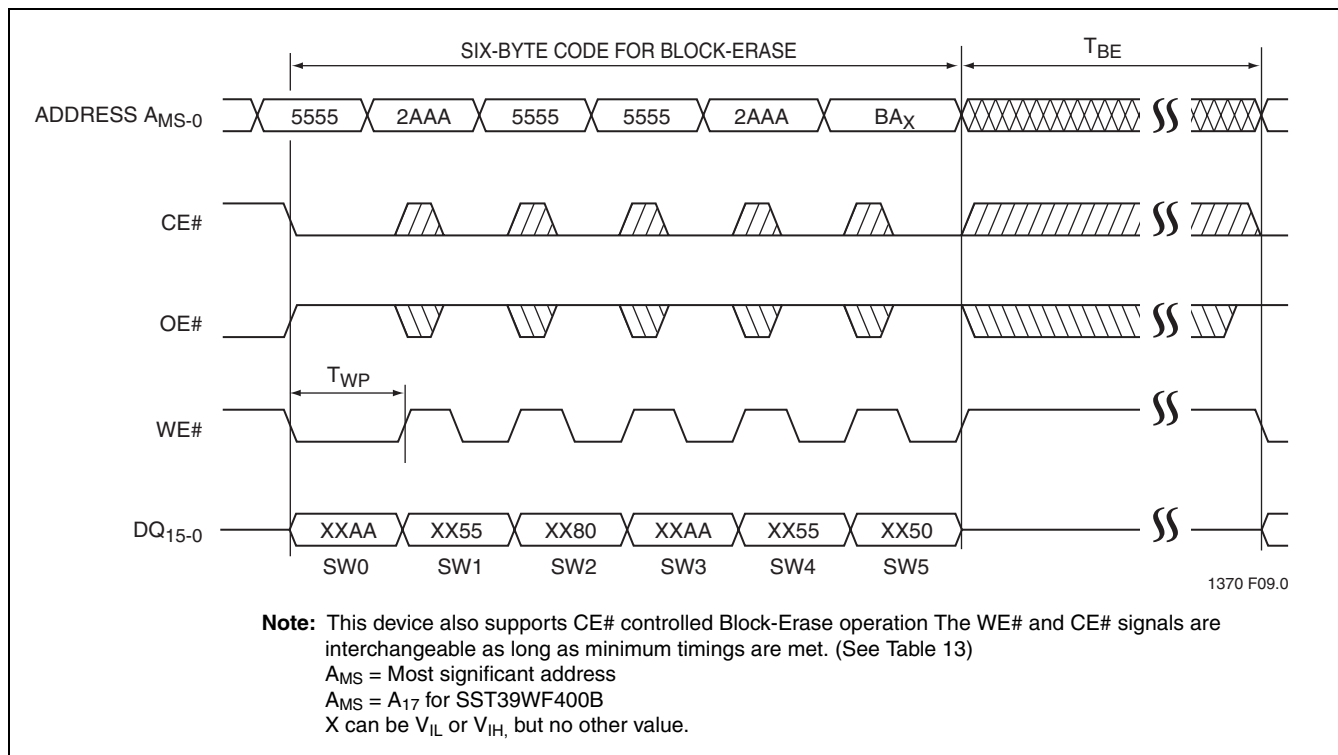 SIX-BYTE CODE FOR BLOCK-ERASE TBE
ADDRESS AMS-0 5555 2AAA 5555 5555 2AAA BAX
CE#
OE#
TWP
WE#
DQ15-0 XXAA XX55 XX80 XXAA XX55 XX50
SW0 SW1 SW2 SW3 SW4 SW5
1370 F09.0
Note: This device also supports CE# controlled Block-Erase operation The WE# and CE# signals are
interchangeable as long as minimum timings are met. (See Table 13)
AMS = Most significant address
AMS = A17 for SST39WF400B
X can be VIL or VIH, but no other value.